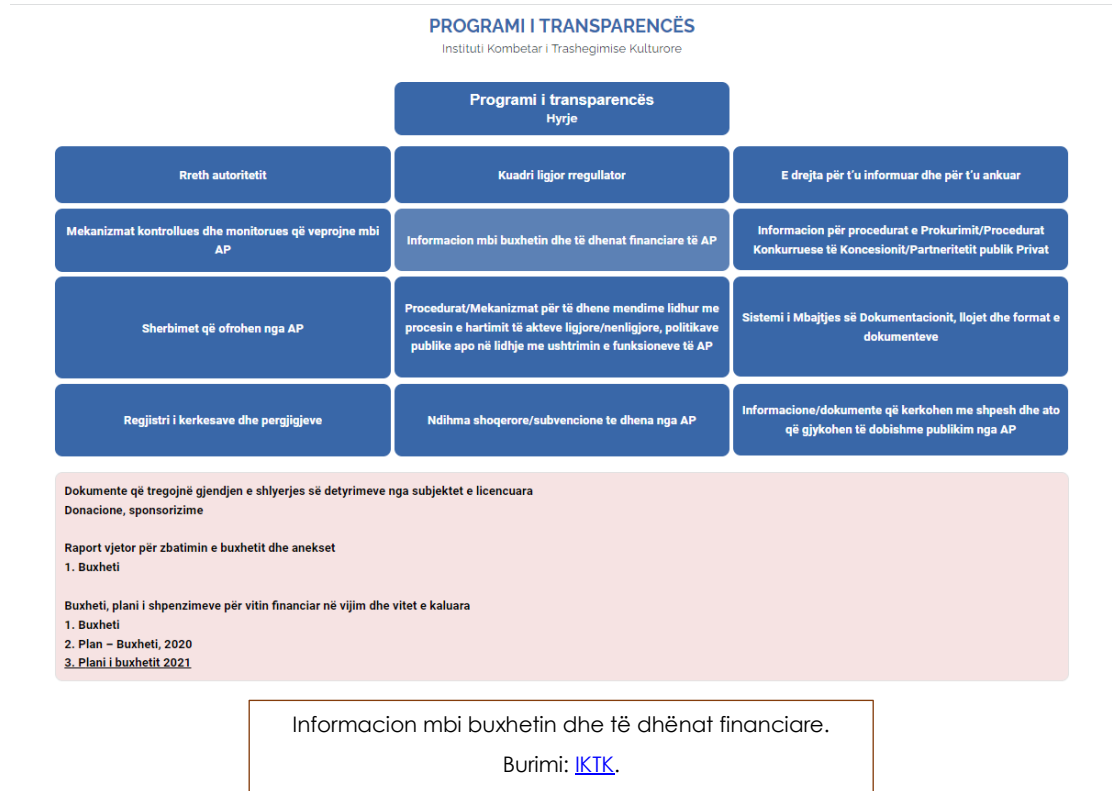 PROGRAMI I TRANSPARENCËS
Instituti Kombetar i Trashegimise Kulturore
Programi i transparencës
Hyrje
Rreth autoritetit
Kuadri ligjor rregullator
E drejta për t'u informuar dhe për t'u ankuar
Mekanizmat kontrollues dhe monitorues që veprojne mbi
AP
Informacion mbi buxhetin dhe të dhenat financiare të AP
Informacion për procedurat e Prokurimit/Procedurat
Konkurruese të Koncesionit/Partneritetit publik Privat
Sherbimet që ofrohen nga AP
Procedurat/Mekanizmat për të dhene mendime lidhur me
procesin e hartimit të akteve ligjore/nenligjore, politikave
publike apo në lidhje me ushtrimin e funksioneve të AP
Sistemi i Mbajtjes së Dokumentacionit, llojet dhe format e
dokumenteve
Regjistri i kerkesave dhe pergjigjeve
Ndihma shoqerore/subvencione te dhena nga AP
Informacione/dokumente që kerkohen me shpesh dhe ato
që gjykohen të dobishme publikim nga AP
Dokumente që tregojnë gjendjen e shlyerjes së detyrimeve nga subjektet e licencuara
Donacione, sponsorizime
Raport vjetor për zbatimin e buxhetit dhe anekset
1. Buxheti
Buxheti, plani i shpenzimeve për vitin financiar në vijim dhe vitet e kaluara
1. Buxheti
2. Plan – Buxheti, 2020
3. Plani i buxhetit 2021
Informacion mbi buxhetin dhe të dhënat financiare.
Burimi: IKTK.